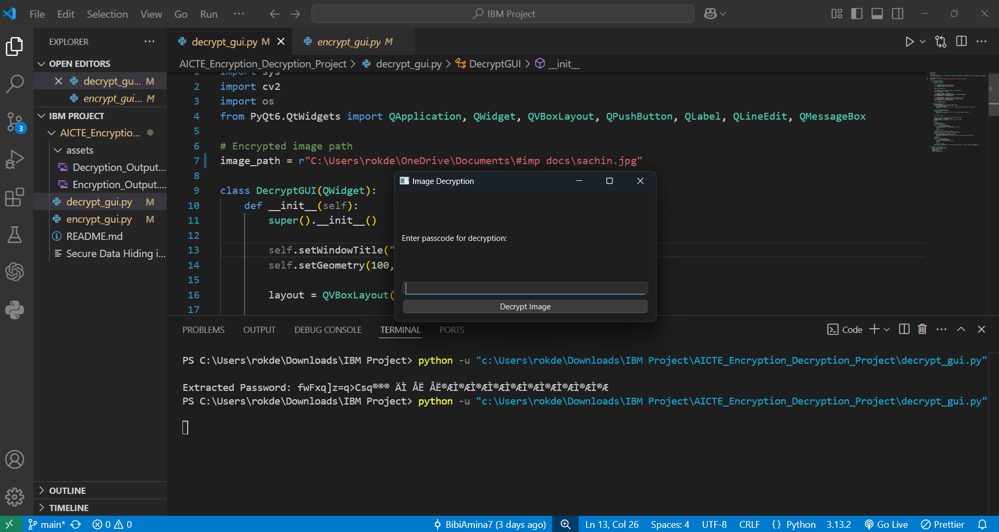 File Edit Selection View Go Run ··· IBM Project
EXPLORER ···
decrypt_gui.py M
encrypt_gui.py M
OPEN EDITORS
decrypt_gu... M
encrypt_gui... M
IBM PROJECT
AICTE_Encryptio...
assets
Decryption_Output...
Encryption_Output....
decrypt_gui.py M
encrypt_gui.py M
README.md
Secure Data Hiding i...
OUTLINE
TIMELINE
AICTE_Encryption_Decryption_Project > decrypt_gui.py > DecryptGUI > __init__
1 import sys
2 import cv2
3 import os
4 from PyQt6.QtWidgets import QApplication, QWidget, QVBoxLayout, QPushButton, QLabel, QLineEdit, QMessageBox
5
6 # Encrypted image path
7 image_path = r"C:\Users\rokde\OneDrive\Documents\#imp docs\sachin.jpg"
8
9 class DecryptGUI(QWidget):
10 def __init__(self):
11 super().__init__()
12
13 self.setWindowTitle("
14 self.setGeometry(100,
15
16 layout = QVBoxLayout(
17
Image Decryption
Enter passcode for decryption:
Decrypt Image
PROBLEMS OUTPUT DEBUG CONSOLE TERMINAL PORTS
Code
PS C:\Users\rokde\Downloads\IBM Project> python -u "c:\Users\rokde\Downloads\IBM Project\AICTE_Encryption_Decryption_Project\decrypt_gui.py"
Extracted Password: fwFxq]z=q>Csq®®® ÄÌ ÅË ÅË®ÆÌ®ÆÌ®ÆÌ®ÆÌ®ÆÌ®ÆÌ®ÆÌ®ÆÌ®Æ
PS C:\Users\rokde\Downloads\IBM Project> python -u "c:\Users\rokde\Downloads\IBM Project\AICTE_Encryption_Decryption_Project\decrypt_gui.py"
3
main* 0 0 BibiAmina7 (3 days ago) Ln 13, Col 26 Spaces: 4 UTF-8 CRLF {} Python 3.13.2 Go Live Prettier